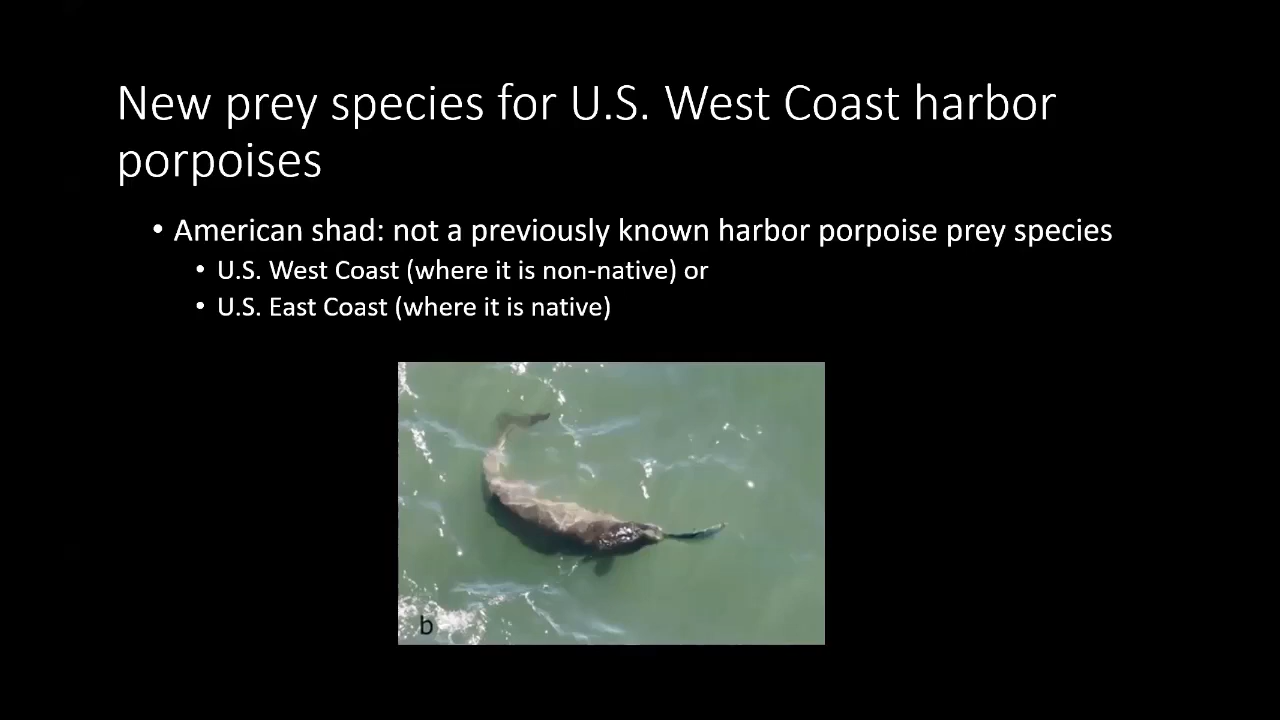 New prey species for U.S. West Coast harbor
porpoises
• American shad: not a previously known harbor porpoise prey species
• U.S. West Coast (where it is non-native) or
• U.S. East Coast (where it is native)
b